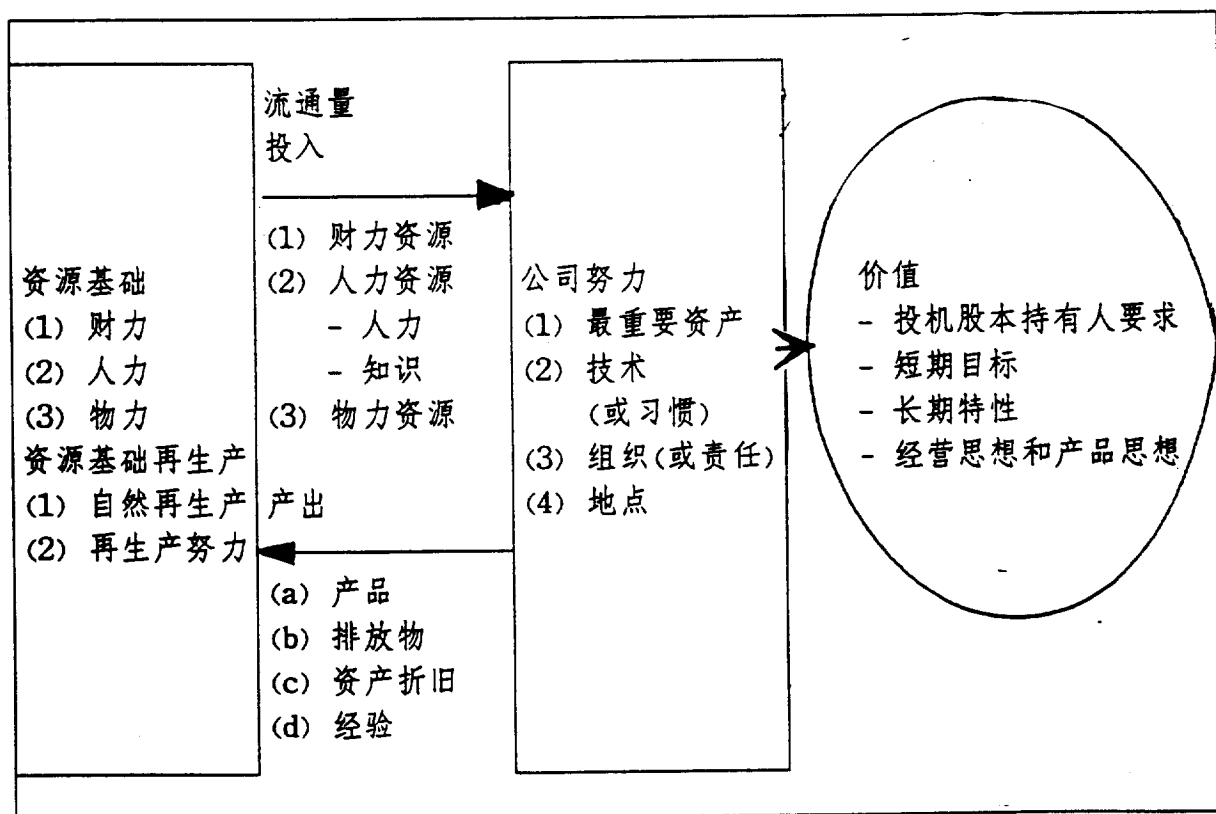 资源基础
(1) 财力
(2) 人力
(3) 物力
资源基础再生产
(1) 自然再生产
(2) 再生产努力
流通量
投入
(1) 财力资源
(2) 人力资源
- 人力
- 知识
(3) 物力资源
产出
(a) 产品
(b) 排放物
(c) 资产折旧
(d) 经验
公司努力
(1) 最重要资产
(2) 技术
(或习惯)
(3) 组织(或责任)
(4) 地点
价值
- 投机股本持有人要求
- 短期目标
- 长期特性
- 经营思想和产品思想